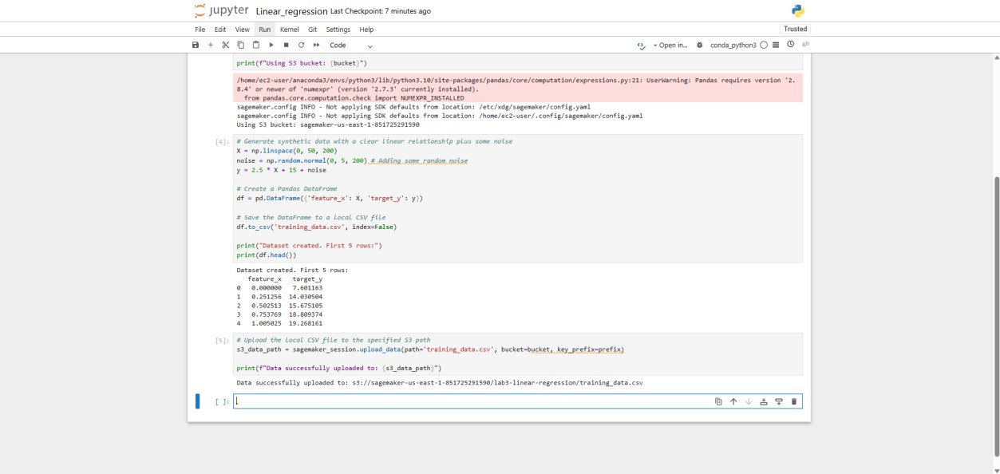 jupyter Linear_regression Last Checkpoint: 7 minutes ago
File Edit View Run Kernel Git Settings Help
Trusted
Code
Open in...
conda_python3
git
print(f"Using S3 bucket: {bucket}")
/home/ec2-user/anaconda3/envs/python3/lib/python3.10/site-packages/pandas/core/computation/expressions.py:21: UserWarning: Pandas requires version '2.
8.4' or newer of 'numexpr' (version '2.7.3' currently installed).
from pandas.core.computation.check import NUMEXPR_INSTALLED
sagemaker.config INFO - Not applying SDK defaults from location: /etc/xdg/sagemaker/config.yaml
sagemaker.config INFO - Not applying SDK defaults from location: /home/ec2-user/.config/sagemaker/config.yaml
Using S3 bucket: sagemaker-us-east-1-851725291590
[4]:
# Generate synthetic data with a clear linear relationship plus some noise
X = np.linspace(0, 50, 200)
noise = np.random.normal(0, 5, 200) # Adding some random noise
y = 2.5 * X + 15 + noise
# Create a Pandas DataFrame
df = pd.DataFrame({'feature_x': X, 'target_y': y})
# Save the DataFrame to a local CSV file
df.to_csv('training_data.csv', index=False)
print("Dataset created. First 5 rows:")
print(df.head())
Dataset created. First 5 rows:
feature_x target_y
0 0.000000 7.601163
1 0.251256 14.030504
2 0.502513 15.675105
3 0.753769 18.809374
4 1.005025 19.268161
[5]:
# Upload the local CSV file to the specified S3 path
s3_data_path = sagemaker_session.upload_data(path='training_data.csv', bucket=bucket, key_prefix=prefix)
print(f"Data successfully uploaded to: {s3_data_path}")
Data successfully uploaded to: s3://sagemaker-us-east-1-851725291590/lab3-linear-regression/training_data.csv
[ ]: